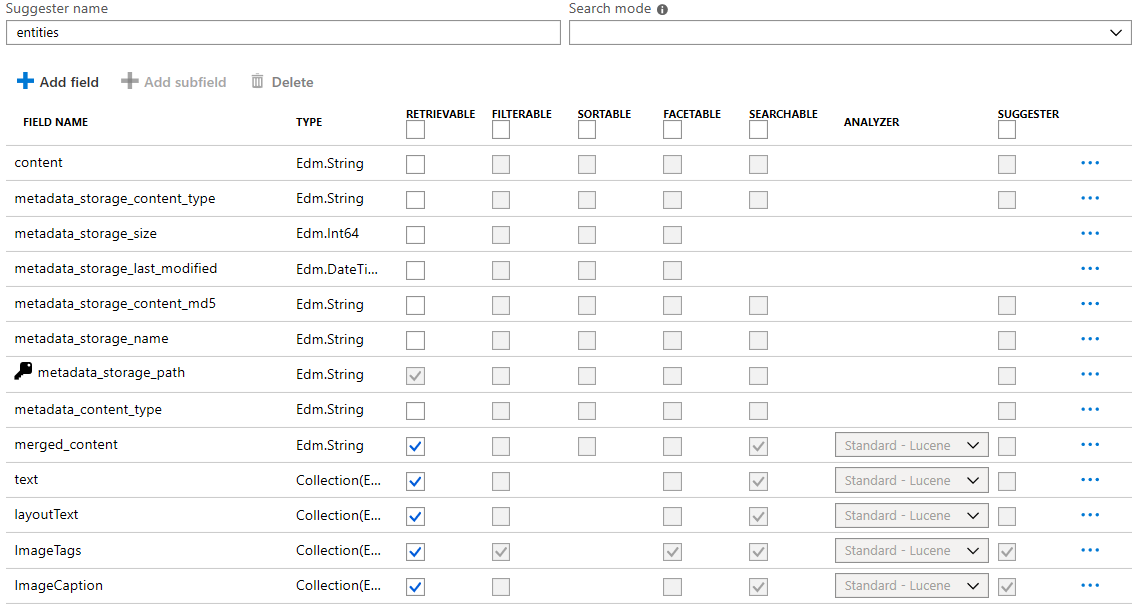 Suggester name Search mode
entities
Add field Add subfield Delete
FIELD NAME TYPE RETRIEVABLE FILTERABLE SORTABLE FACETABLE SEARCHABLE ANALYZER SUGGESTER
content Edm.String
metadata_storage_content_type Edm.String
metadata_storage_size Edm.Int64
metadata_storage_last_modified Edm.DateTi...
metadata_storage_content_md5 Edm.String
metadata_storage_name Edm.String
metadata_storage_path Edm.String
metadata_content_type Edm.String
merged_content Edm.String Standard - Lucene
text Collection(E... Standard - Lucene
layoutText Collection(E... Standard - Lucene
ImageTags Collection(E... Standard - Lucene
ImageCaption Collection(E... Standard - Lucene